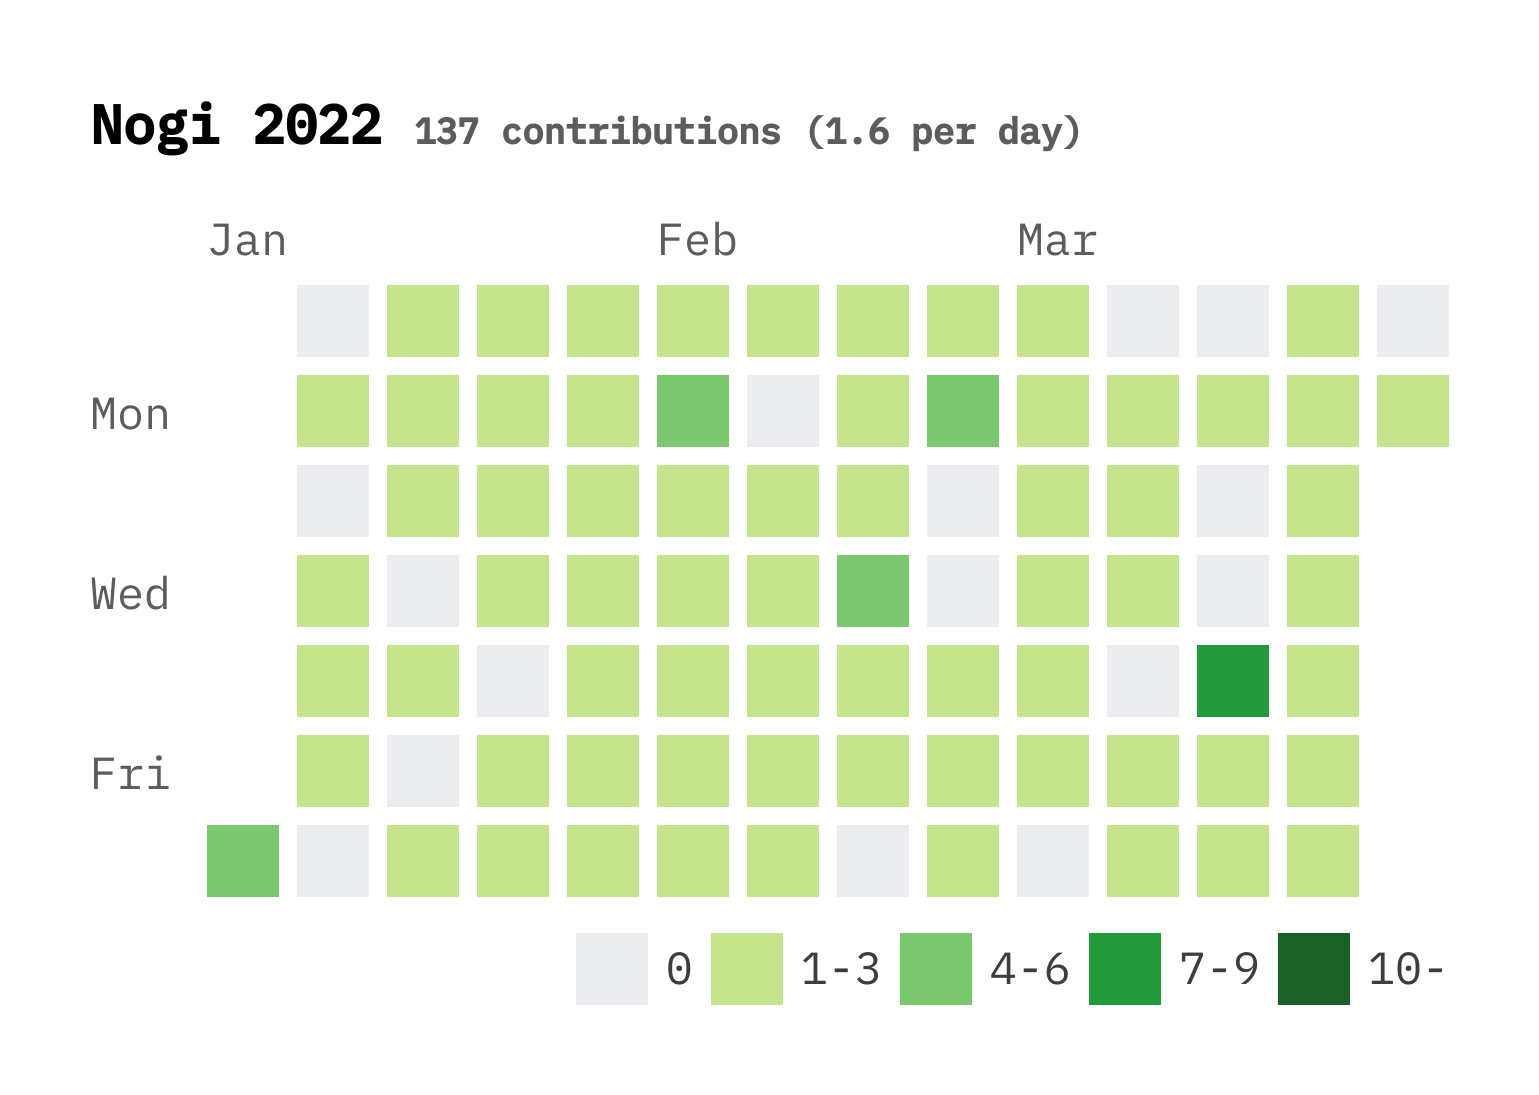 Nogi 2022 137 contributions (1.6 per day)
Jan Feb Mar
Mon
Wed
Fri
0 1-3 4-6 7-9 10-